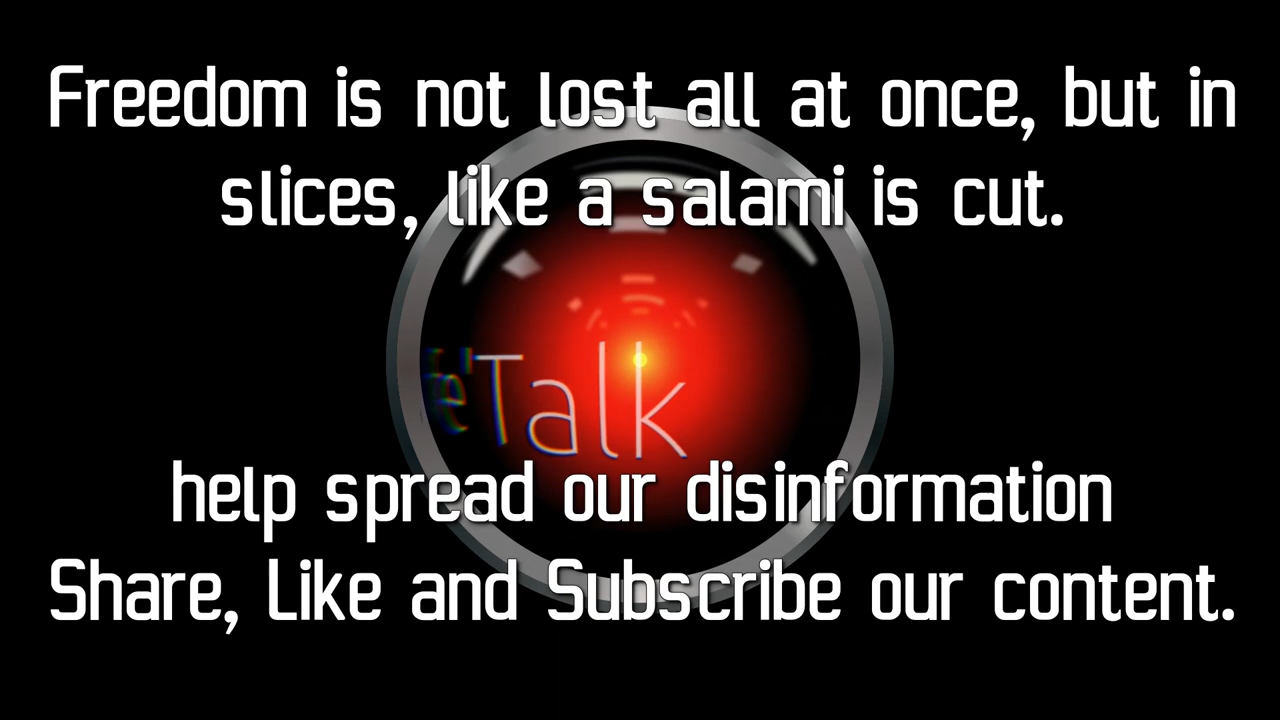 Freedom is not lost all at once, but in
slices, like a salami is cut.
eTalk
help spread our disinformation
Share, Like and Subscribe our content.